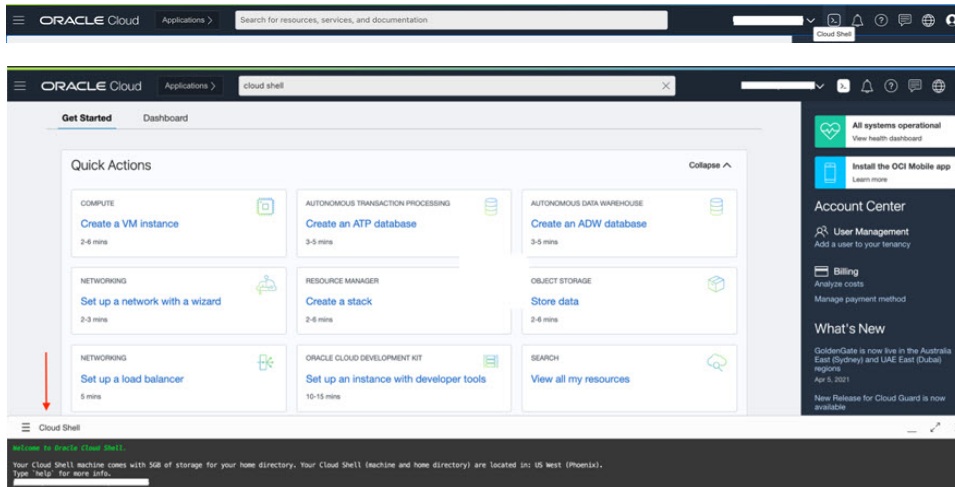 ORACLE Cloud Applications > Search for resources, services, and documentation
Cloud Shell
ORACLE Cloud Applications > cloud shell
Get Started Dashboard
Quick Actions Collapse
COMPUTE
Create a VM instance
2-6 mins
AUTONOMOUS TRANSACTION PROCESSING
Create an ATP database
3-5 mins
AUTONOMOUS DATA WAREHOUSE
Create an ADW database
3-5 mins
NETWORKING
Set up a network with a wizard
2-3 mins
RESOURCE MANAGER
Create a stack
2-6 mins
OBJECT STORAGE
Store data
2-6 mins
NETWORKING
Set up a load balancer
5 mins
ORACLE CLOUD DEVELOPMENT KIT
Set up an instance with developer tools
10-15 mins
SEARCH
View all my resources
All systems operational
View health dashboard
Install the OCI Mobile app
Learn more
Account Center
User Management
Add a user to your tenancy
Billing
Analyze costs
Manage payment method
What's New
GoldenGate is now live in the Australia
East (Sydney) and UAE East (Dubai)
regions
Apr 5, 2021
New Release for Cloud Guard is now
available
Cloud Shell
Welcome to Oracle Cloud Shell.
Your Cloud Shell machine comes with 5GB of storage for your home directory. Your Cloud Shell (machine and home directory) are located in: US West (Phoenix).
Type `help` for more info.